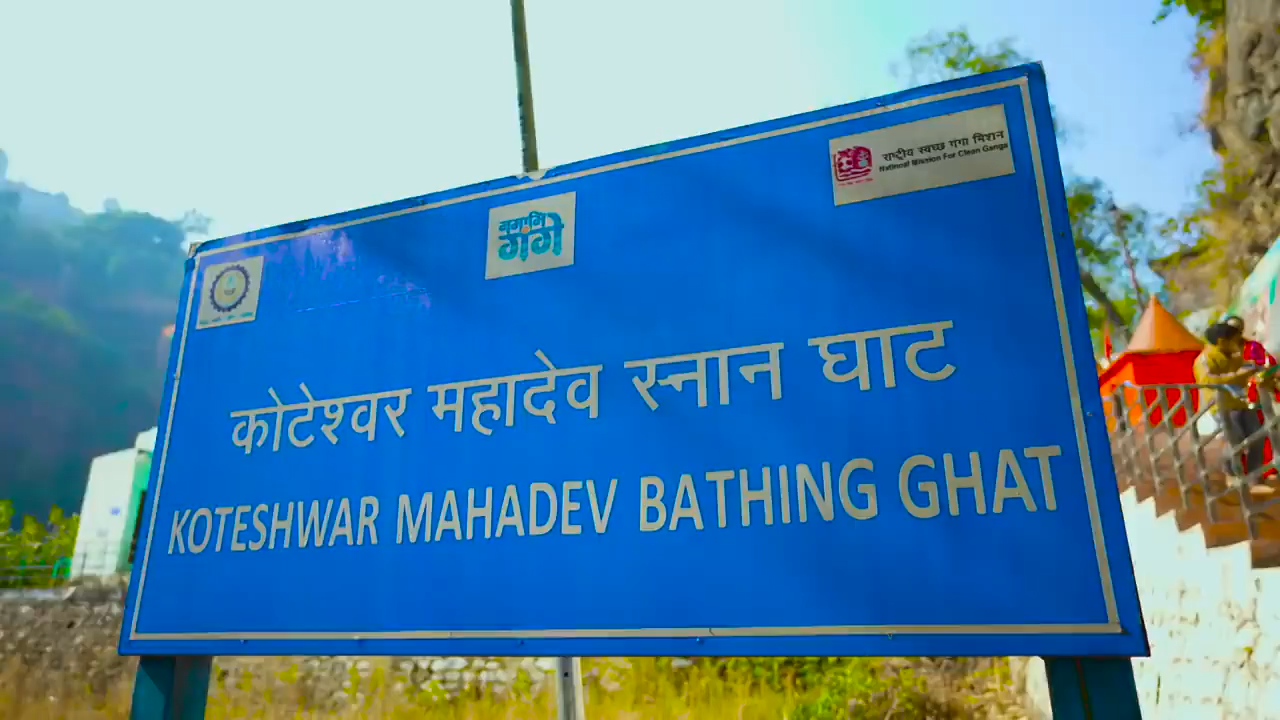 नमामि
गंगे
राष्ट्रीय स्वच्छ गंगा मिशन
National Mission For Clean Ganga
कोटेश्वर महादेव स्नान घाट
KOTESHWAR MAHADEV BATHING GHAT